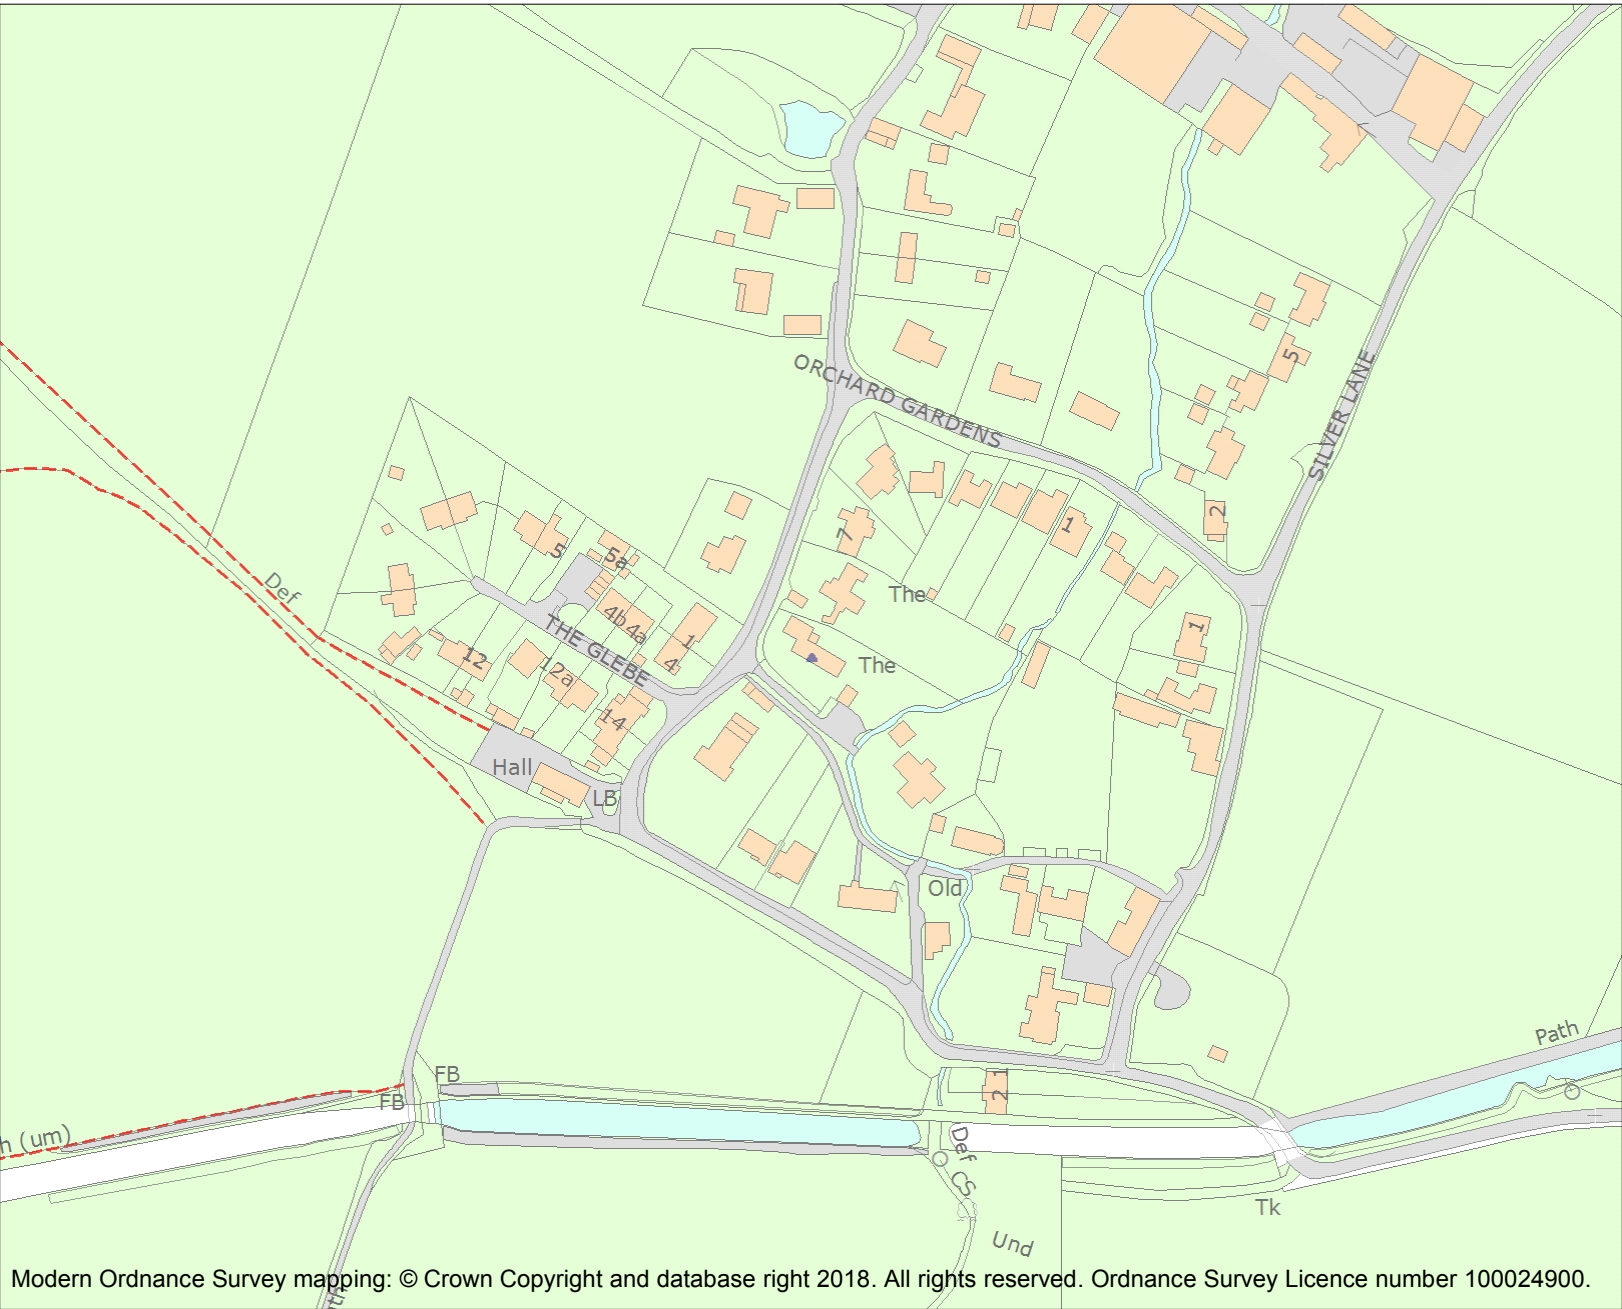 ORCHARD GARDENS
SILVER LANE
5
2
7
1
The
Def
5
5a
4b
4a
1
4
THE GLEBE
12
12a
14
1
The
Hall
LB
Old
Path
FB
FB
1
2
h (um)
Def
CS
Tk
Und
Modern Ordnance Survey mapping: © Crown Copyright and database right 2018. All rights reserved. Ordnance Survey Licence number 100024900.